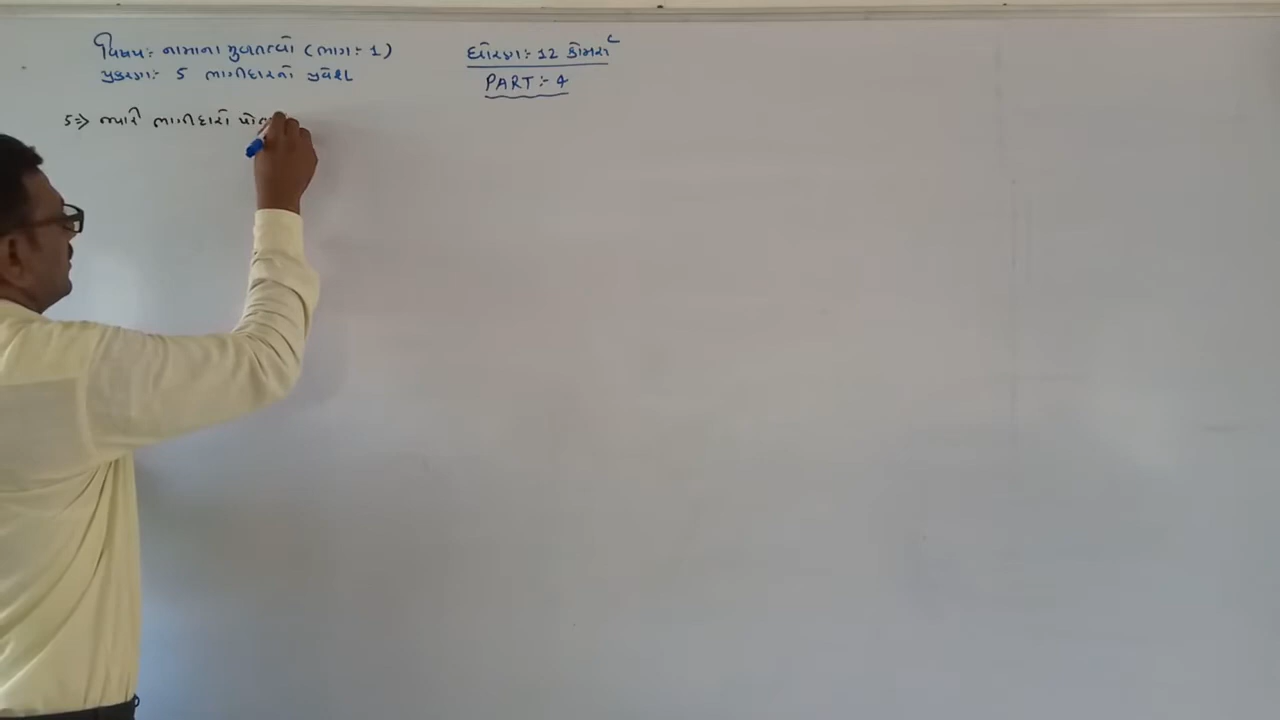 વિષય:- નામાના મુળતત્વો (ભાગ:- 1)
પ્રકરણ:- 5 ભાગીદારનો પ્રવેશ
ધોરણ:- 12 કોમર્સ
PART:- 4
5⇒ જ્યારે ભાગીદારો